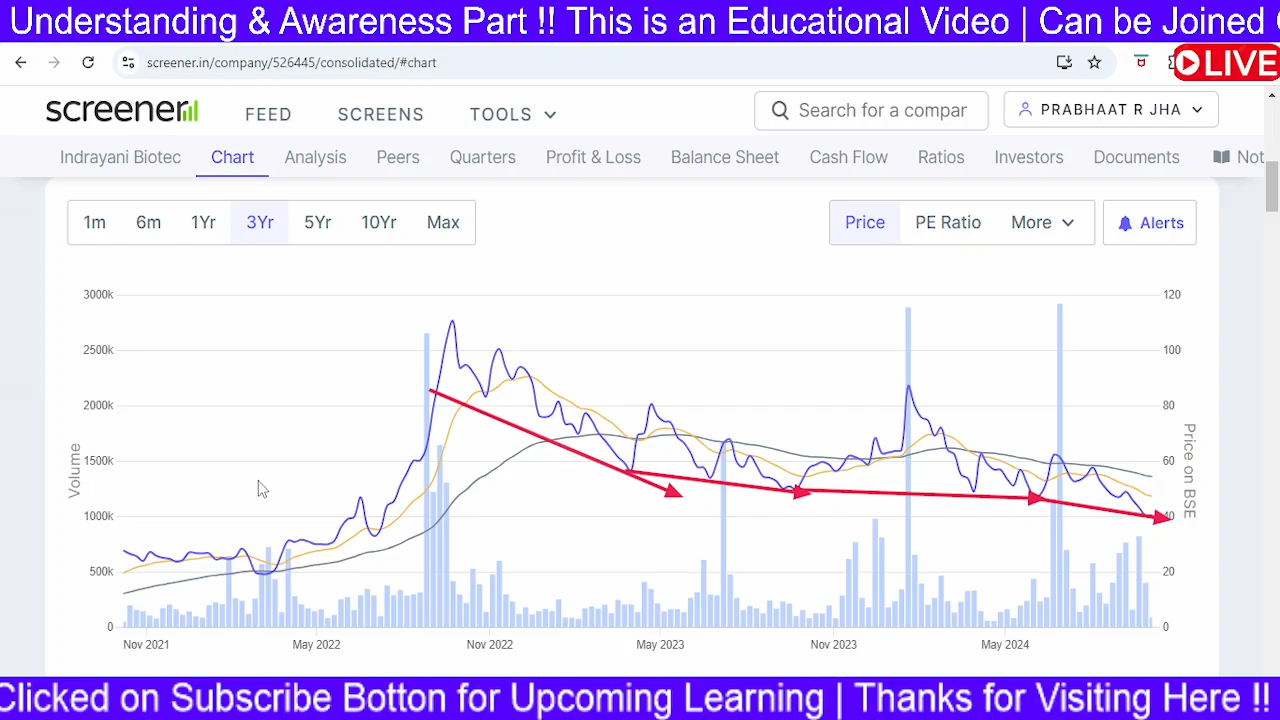 Understanding & Awareness Part !! This is an Educational Video | Can be Joined
screener.in/company/526445/consolidated/#chart
LIVE
screener
FEED
SCREENS
TOOLS
Search for a compar
PRABHAAT R JHA
Indrayani Biotec
Chart
Analysis
Peers
Quarters
Profit & Loss
Balance Sheet
Cash Flow
Ratios
Investors
Documents
Not
1m
6m
1Yr
3Yr
5Yr
10Yr
Max
Price
PE Ratio
More
Alerts
3000k
2500k
2000k
1500k
1000k
500k
0
Volume
120
100
80
60
40
20
0
Price on BSE
Nov 2021
May 2022
Nov 2022
May 2023
Nov 2023
May 2024
Clicked on Subscribe Botton for Upcoming Learning | Thanks for Visiting Here !!